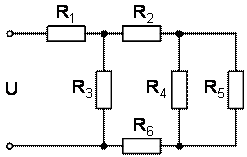 R₁ R₂
U R₃ R₄ R₅
R₆